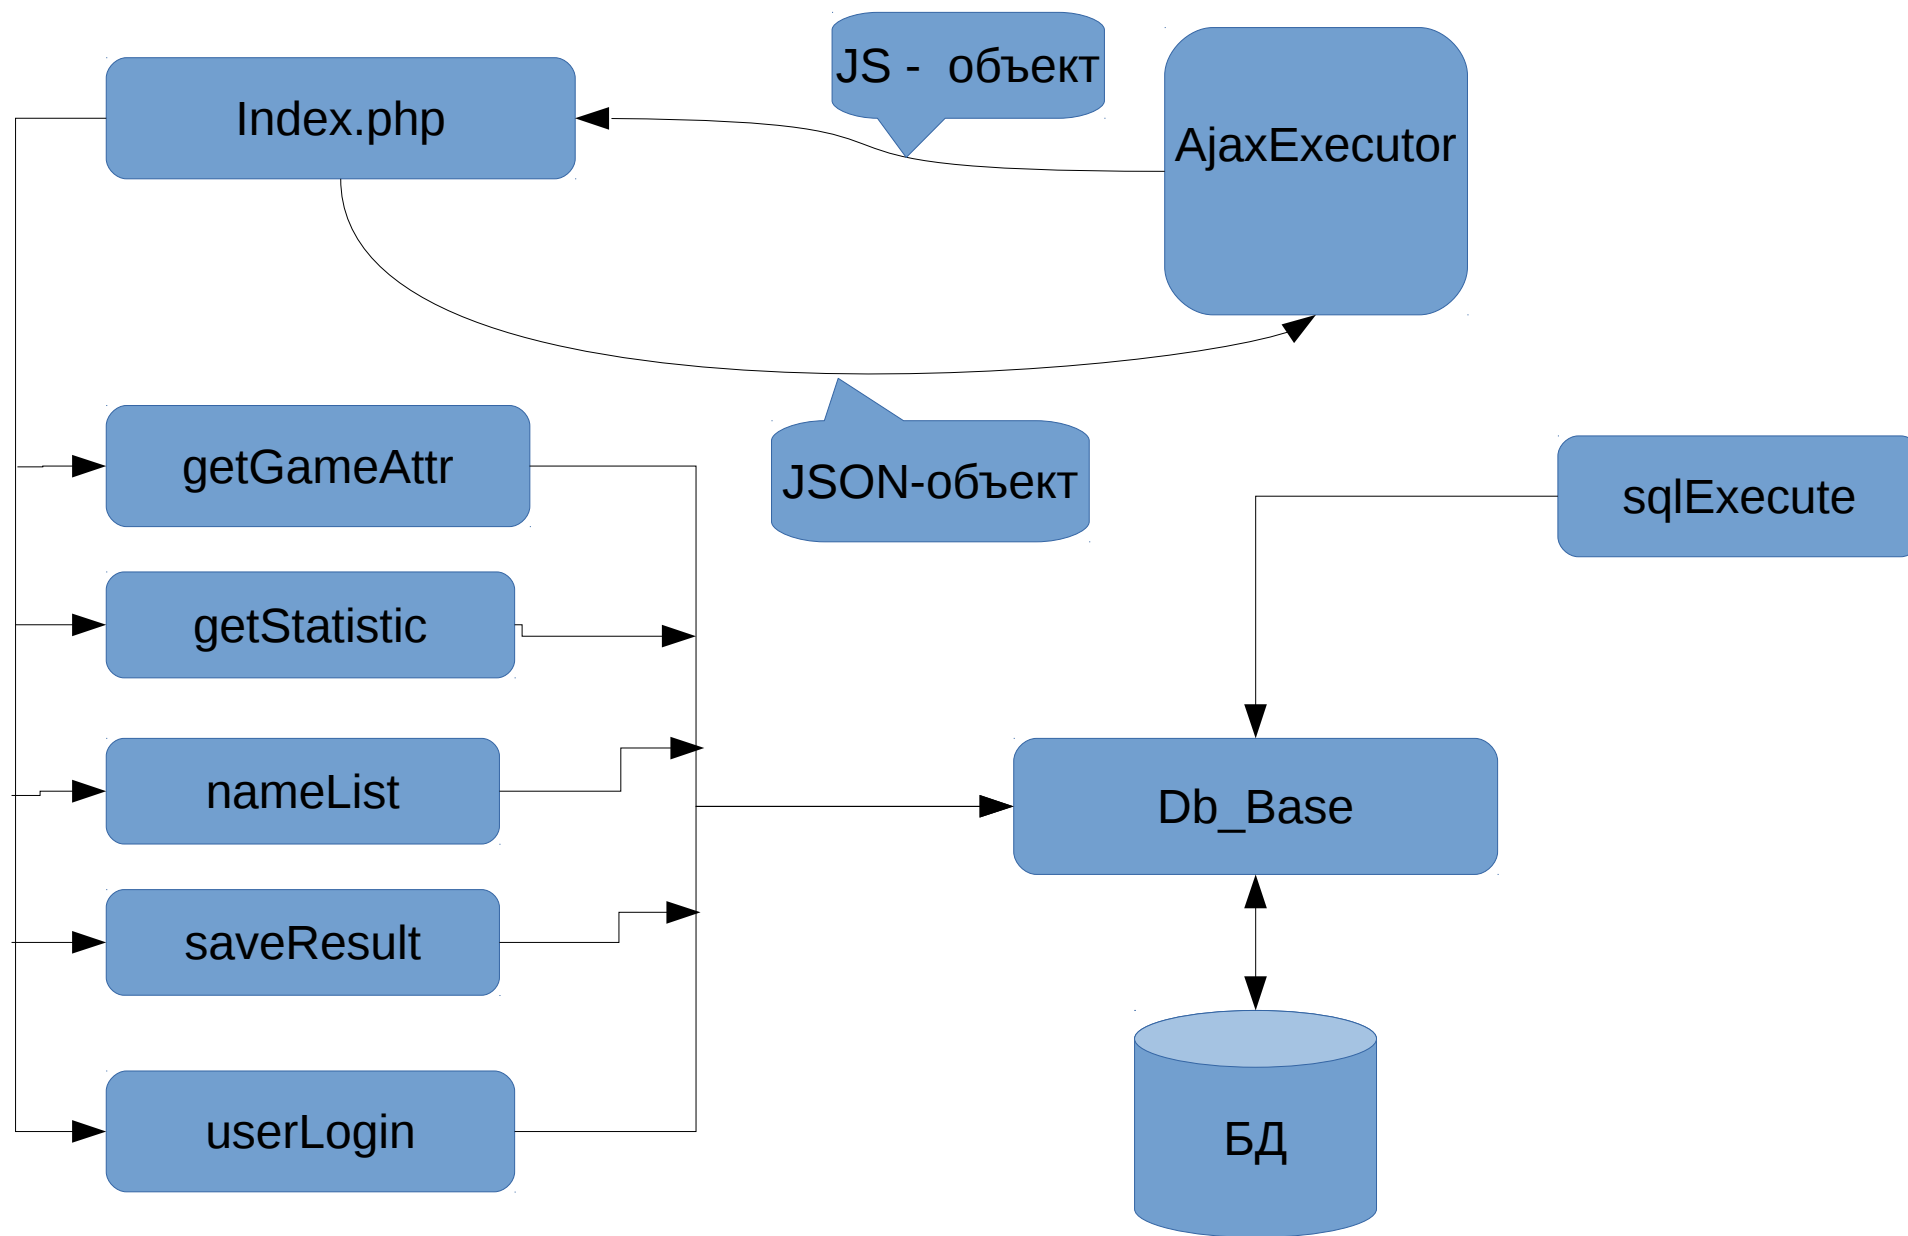 JS - объект
Index.php
AjaxExecutor
getGameAttr
JSON-объект
sqlExecute
getStatistic
nameList
Db_Base
saveResult
userLogin
БД